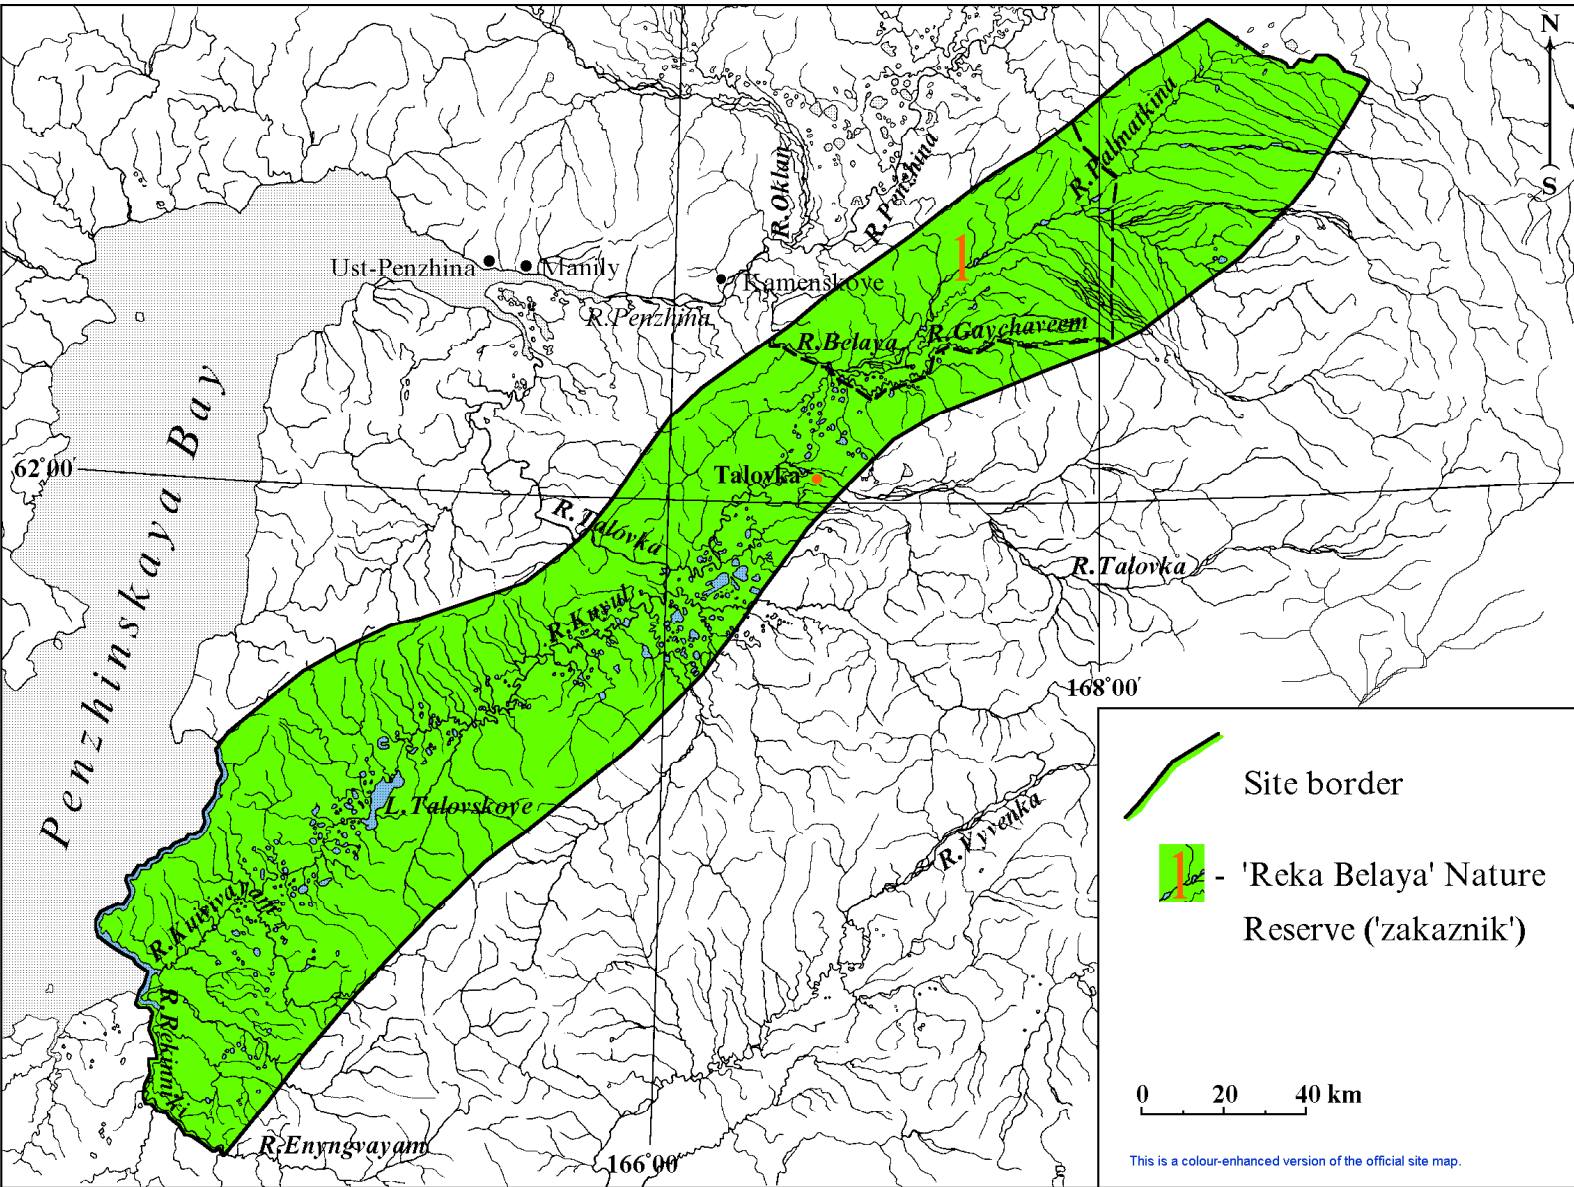 N
S
R.Oklan
R.Penzhina
R.Palmatkina
1
Ust-Penzhina
Manily
Kamenskoye
R.Penzhina
R.Belaya
R.Gaychaveem
Penzhinskaya Bay
62°00'
Talovka
R.Talovka
R.Talovka
R.Kuyul
168°00'
L.Talovskoye
R.Vyvenka
R.Kuivivayam
R.Rekinniki
R.Enyngvayam
166°00'
Site border
1 - 'Reka Belaya' Nature
Reserve ('zakaznik')
0 20 40 km
This is a colour-enhanced version of the official site map.